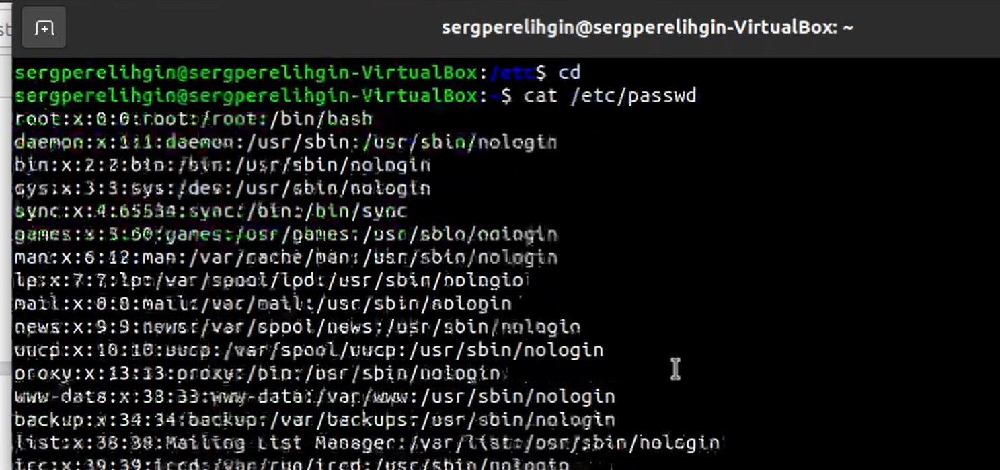 st
sergperelihgin@sergperelihgin-VirtualBox: ~
sergperelihgin@sergperelihgin-VirtualBox:/etc$ cd
sergperelihgin@sergperelihgin-VirtualBox:~$ cat /etc/passwd
root:x:0:0:root:/root:/bin/bash
daemon:x:1:1:daemon:/usr/sbin:/usr/sbin/nologin
bin:x:2:2:bin:/bin:/usr/sbin/nologin
sys:x:3:3:sys:/dev:/usr/sbin/nologin
sync:x:4:65534:sync:/bin:/bin/sync
games:x:5:60:games:/usr/games:/usr/sbin/nologin
man:x:6:12:man:/var/cache/man:/usr/sbin/nologin
lp:x:7:7:lp:/var/spool/lpd:/usr/sbin/nologin
mail:x:8:8:mail:/var/mail:/usr/sbin/nologin
news:x:9:9:news:/var/spool/news:/usr/sbin/nologin
uucp:x:10:10:uucp:/var/spool/uucp:/usr/sbin/nologin
proxy:x:13:13:proxy:/bin:/usr/sbin/nologin
www-data:x:33:33:www-data:/var/www:/usr/sbin/nologin
backup:x:34:34:backup:/var/backups:/usr/sbin/nologin
list:x:38:38:Mailing List Manager:/var/list:/usr/sbin/nologin
irc:x:39:39:ircd:/var/run/ircd:/usr/sbin/nologin